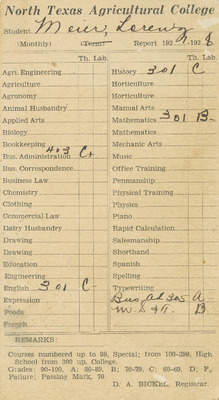 North Texas Agricultural College
Student Meier, Lorenz
(Monthly) (Term) Report 192 7-192 8
Th. Lab. Th. Lab.
Agri. Engineering History 301 C
Agriculture Horticulture
Agronomy Horticulture
Animal Husbandry Manual Arts
Applied Arts Mathematics 301 B-
Biology Mathematics
Bookkeeping Mechanic Arts
Bus. Administration 403 C+ Music
Bus. Correspondence Office Training
Business Law Penmanship
Chemistry Physical Training
Clothing Physics
Commercial Law Piano
Dairy Husbandry Rapid Calculation
Drawing Salesmanship
Drawing Shorthand
Education Spanish
Engineering Spelling
English 301 C- Typewriting
Expression Bus. Ad 305 A
Foods M. S & T. B
French
REMARKS:
Courses numbered up to 99, Special; from 100-299, High
School from 300 up, College.
Grades: 90-100, A; 80-89, B; 70-79, C; 60-69, D; F,
Failure; Passing Mark, 70
D. A. BICKEL, Registrar.